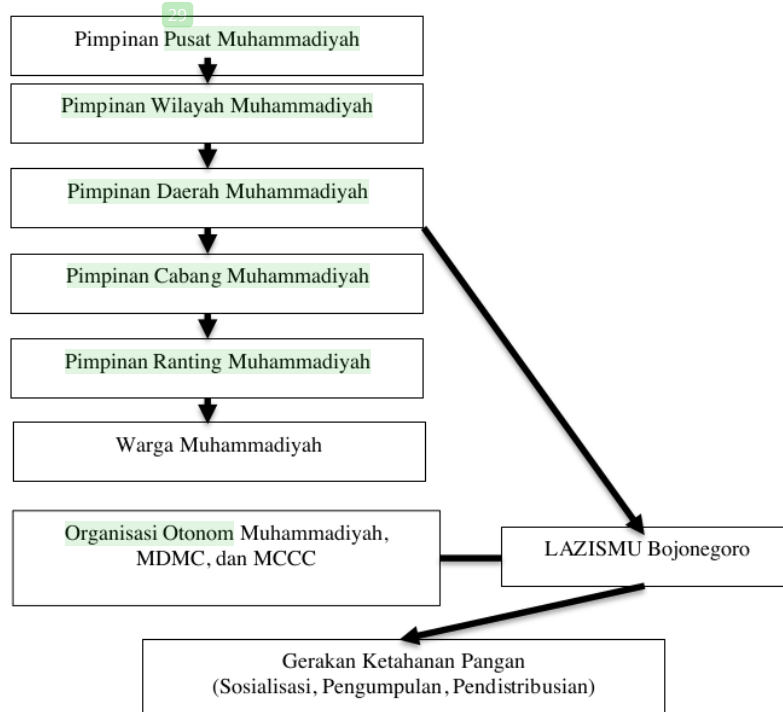 29
Pimpinan Pusat Muhammadiyah
Pimpinan Wilayah Muhammadiyah
Pimpinan Daerah Muhammadiyah
Pimpinan Cabang Muhammadiyah
Pimpinan Ranting Muhammadiyah
Warga Muhammadiyah
Organisasi Otonom Muhammadiyah,
MDMC, dan MCCC
LAZISMU Bojonegoro
Gerakan Ketahanan Pangan
(Sosialisasi, Pengumpulan, Pendistribusian)